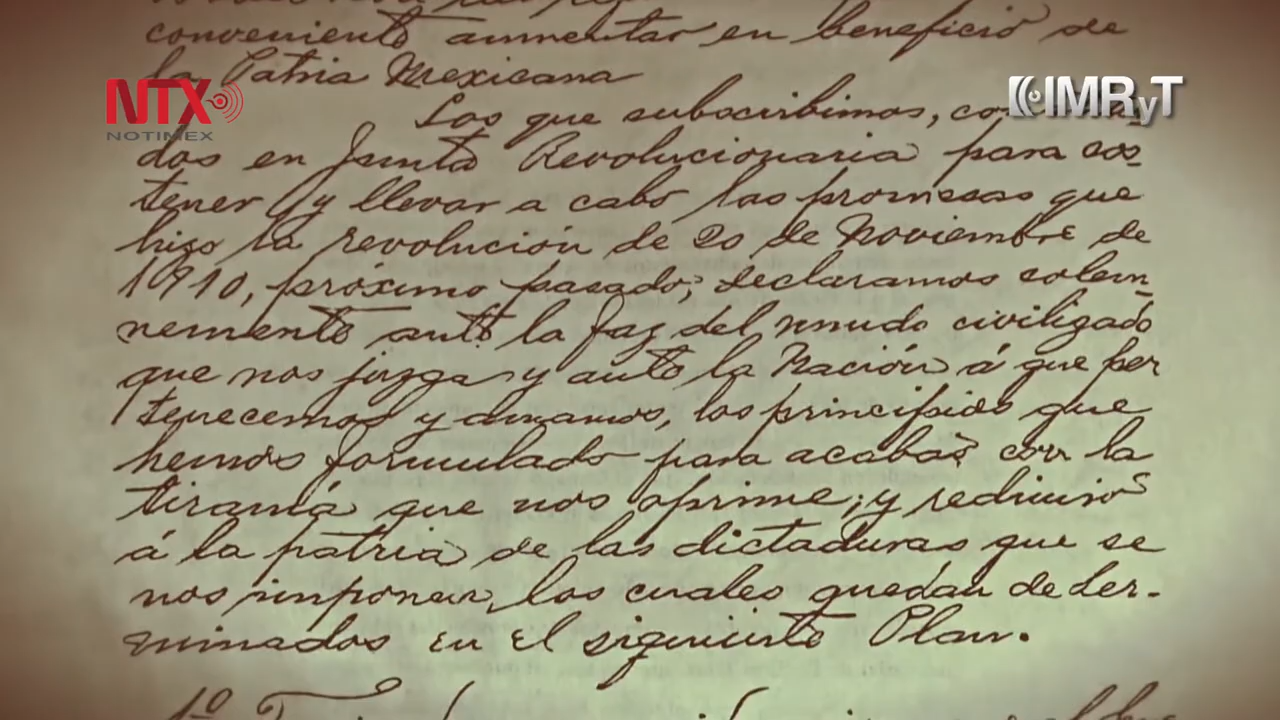 conveniente aumentar en beneficio de
la Patria Mexicana
NTX
NOTIMEX
IMRyT
Los que subscribimos,
dos en Junta Revolucionaria para sos
tener y llevar a cabo las promesas que
hizo la revolución de 20 de Noviembre de
1910, próximo pasado, declaramos solem-
nemente ante la faz del mundo civilizado
que nos juzga y ante la Nación á que per
tenecemos y amamos, los principios que
hemos formulado para acabar con la
tiranía que nos oprime; y redimir
á la patria de las dictaduras que se
nos imponen, los cuales quedan deter-
minados en el siguiente Plan.
1º